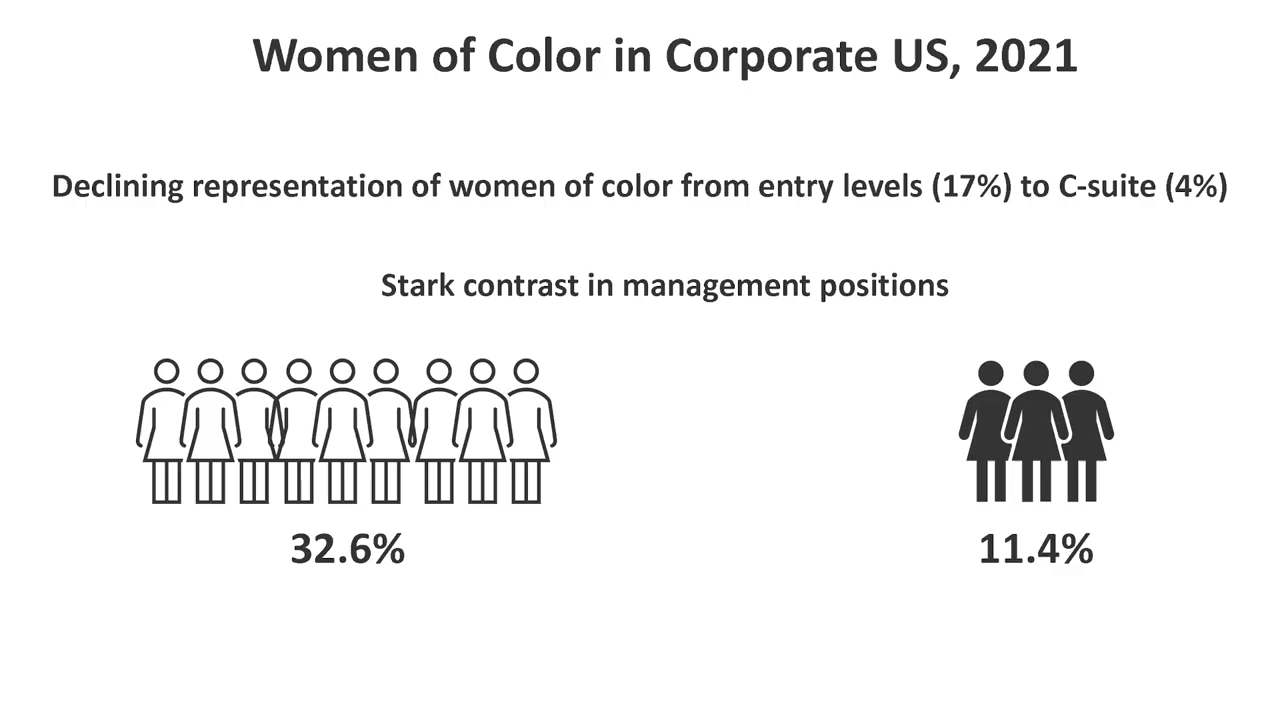 Women of Color in Corporate US, 2021
Declining representation of women of color from entry levels (17%) to C-suite (4%)
Stark contrast in management positions
32.6%
11.4%